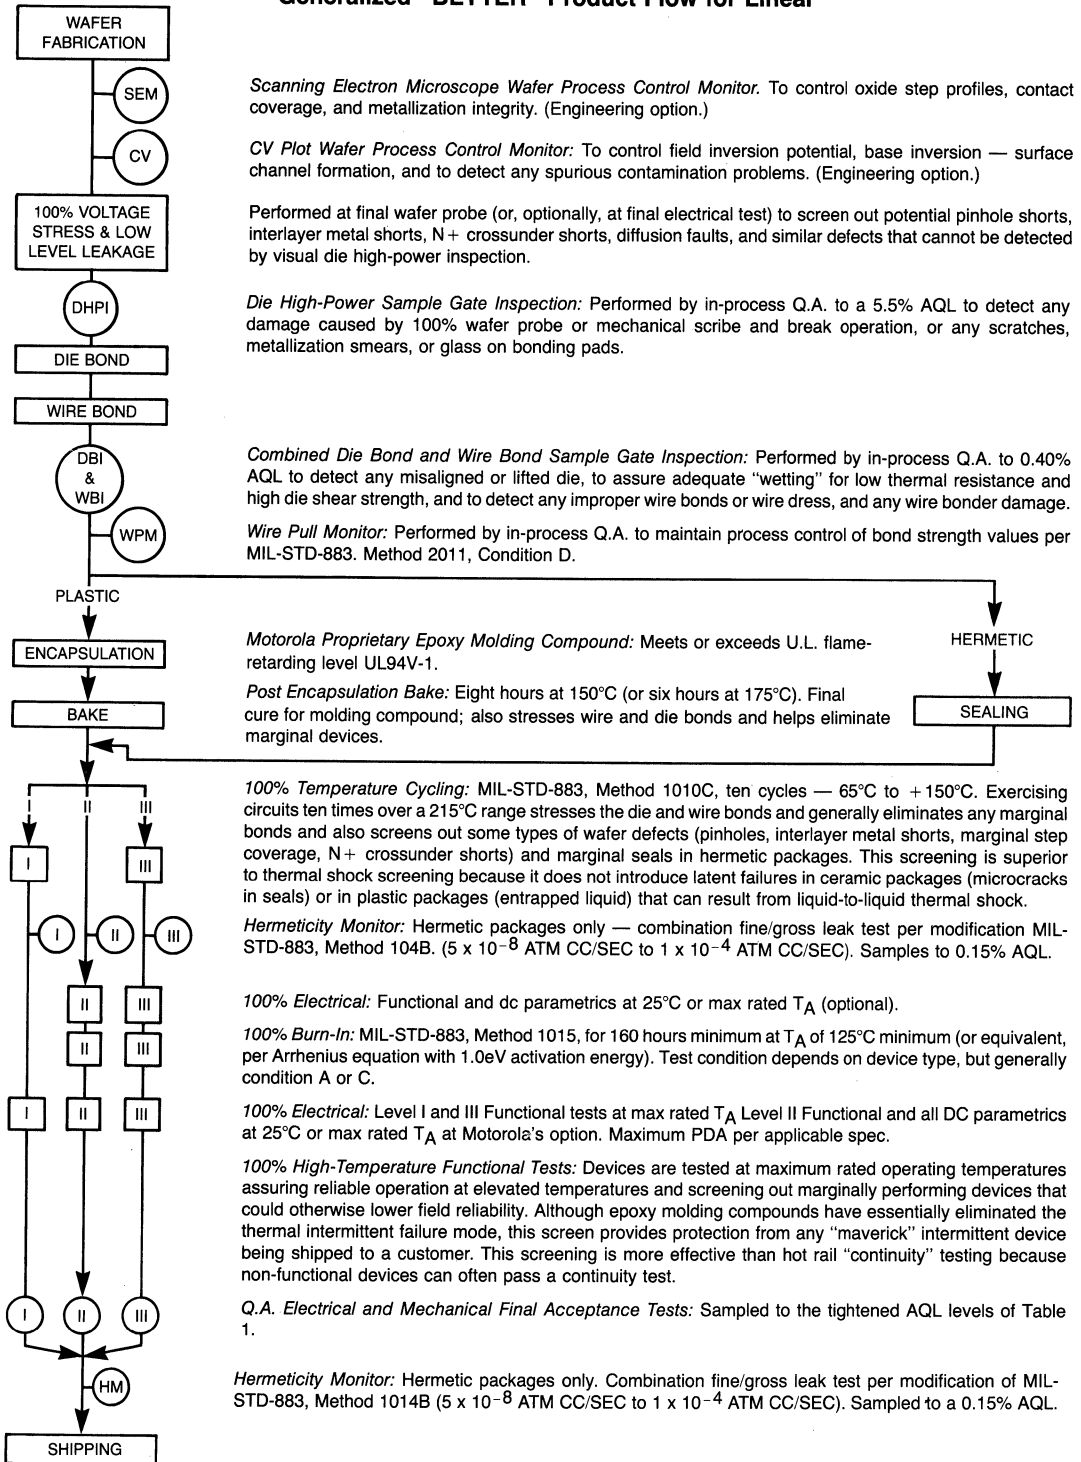 Generalized "BETTER" Product Flow for Linear
WAFER
FABRICATION
SEM
Scanning Electron Microscope Wafer Process Control Monitor. To control oxide step profiles, contact
coverage, and metallization integrity. (Engineering option.)
CV
CV Plot Wafer Process Control Monitor: To control field inversion potential, base inversion — surface
channel formation, and to detect any spurious contamination problems. (Engineering option.)
100% VOLTAGE
STRESS & LOW
LEVEL LEAKAGE
Performed at final wafer probe (or, optionally, at final electrical test) to screen out potential pinhole shorts,
interlayer metal shorts, N+ crossunder shorts, diffusion faults, and similar defects that cannot be detected
by visual die high-power inspection.
DHPI
Die High-Power Sample Gate Inspection: Performed by in-process Q.A. to a 5.5% AQL to detect any
damage caused by 100% wafer probe or mechanical scribe and break operation, or any scratches,
metallization smears, or glass on bonding pads.
DIE BOND
WIRE BOND
DBI
&
WBI
Combined Die Bond and Wire Bond Sample Gate Inspection: Performed by in-process Q.A. to 0.40%
AQL to detect any misaligned or lifted die, to assure adequate "wetting" for low thermal resistance and
high die shear strength, and to detect any improper wire bonds or wire dress, and any wire bonder damage.
WPM
Wire Pull Monitor: Performed by in-process Q.A. to maintain process control of bond strength values per
MIL-STD-883. Method 2011, Condition D.
PLASTIC
HERMETIC
ENCAPSULATION
Motorola Proprietary Epoxy Molding Compound: Meets or exceeds U.L. flame-
retarding level UL94V-1.
BAKE
Post Encapsulation Bake: Eight hours at 150°C (or six hours at 175°C). Final
cure for molding compound; also stresses wire and die bonds and helps eliminate
marginal devices.
SEALING
I II III
I III
100% Temperature Cycling: MIL-STD-883, Method 1010C, ten cycles — 65°C to +150°C. Exercising
circuits ten times over a 215°C range stresses the die and wire bonds and generally eliminates any marginal
bonds and also screens out some types of wafer defects (pinholes, interlayer metal shorts, marginal step
coverage, N+ crossunder shorts) and marginal seals in hermetic packages. This screening is superior
to thermal shock screening because it does not introduce latent failures in ceramic packages (microcracks
in seals) or in plastic packages (entrapped liquid) that can result from liquid-to-liquid thermal shock.
I II III
Hermeticity Monitor: Hermetic packages only — combination fine/gross leak test per modification MIL-
STD-883, Method 104B. (5 x 10−8 ATM CC/SEC to 1 x 10−4 ATM CC/SEC). Samples to 0.15% AQL.
II III
100% Electrical: Functional and dc parametrics at 25°C or max rated TA (optional).
II III
100% Burn-In: MIL-STD-883, Method 1015, for 160 hours minimum at TA of 125°C minimum (or equivalent,
per Arrhenius equation with 1.0eV activation energy). Test condition depends on device type, but generally
condition A or C.
I II III
100% Electrical: Level I and III Functional tests at max rated TA Level II Functional and all DC parametrics
at 25°C or max rated TA at Motorola's option. Maximum PDA per applicable spec.
100% High-Temperature Functional Tests: Devices are tested at maximum rated operating temperatures
assuring reliable operation at elevated temperatures and screening out marginally performing devices that
could otherwise lower field reliability. Although epoxy molding compounds have essentially eliminated the
thermal intermittent failure mode, this screen provides protection from any "maverick" intermittent device
being shipped to a customer. This screening is more effective than hot rail "continuity" testing because
non-functional devices can often pass a continuity test.
I II III
Q.A. Electrical and Mechanical Final Acceptance Tests: Sampled to the tightened AQL levels of Table
1.
HM
Hermeticity Monitor: Hermetic packages only. Combination fine/gross leak test per modification of MIL-
STD-883, Method 1014B (5 x 10−8 ATM CC/SEC to 1 x 10−4 ATM CC/SEC). Sampled to a 0.15% AQL.
SHIPPING